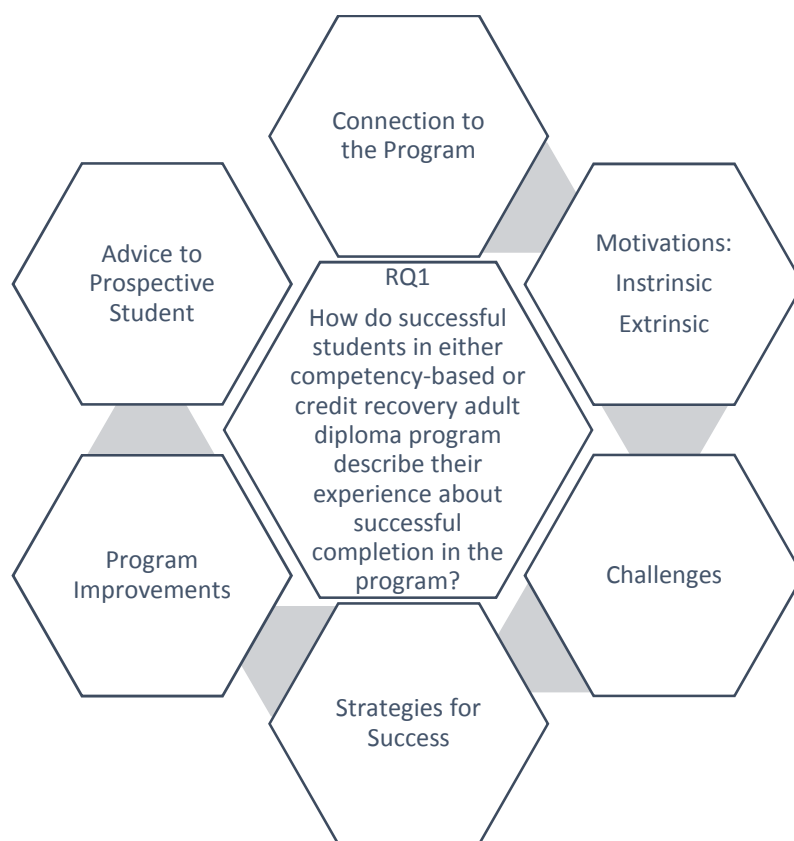 Connection to
the Program
Motivations:
Instrinsic
Extrinsic
Challenges
Strategies for
Success
Program
Improvements
Advice to
Prospective
Student
RQ1
How do successful
students in either
competency-based or
credit recovery adult
diploma program
describe their
experience about
successful
completion in the
program?